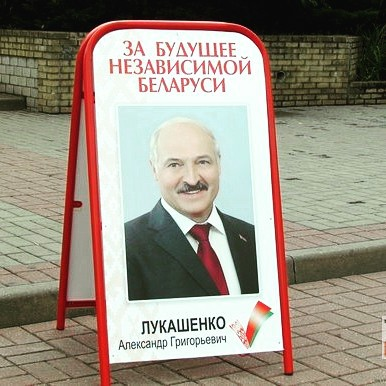 ЗА БУДУЩЕЕ
НЕЗАВИСИМОЙ
БЕЛАРУСИ
ЛУКАШЕНКО
Александр Григорьевич